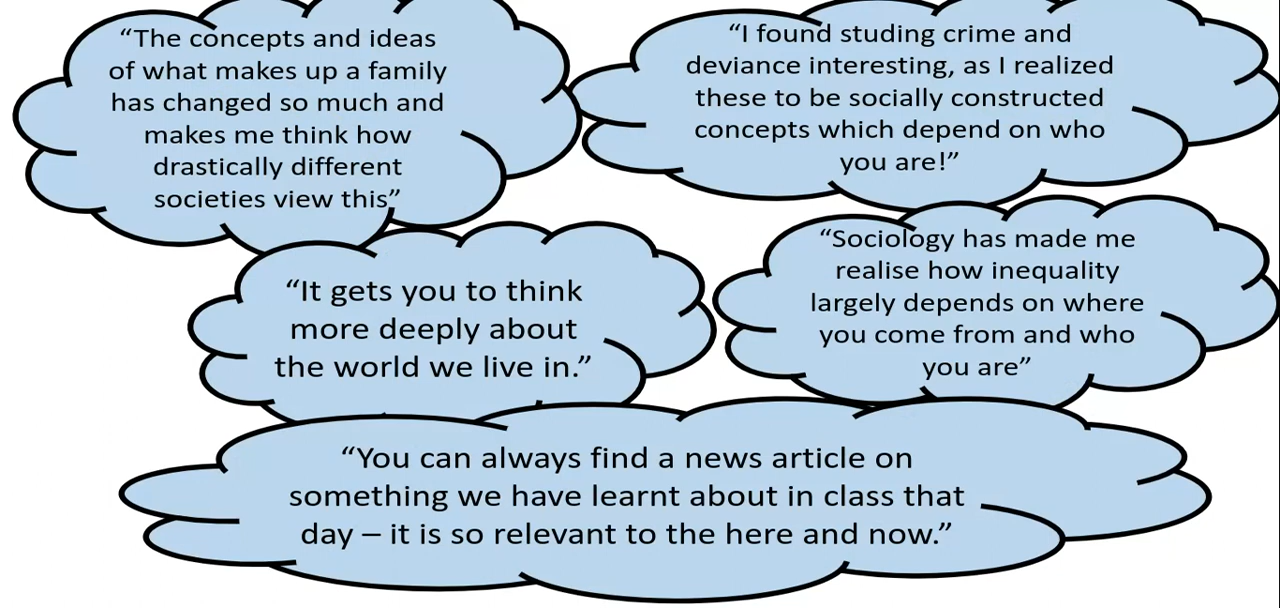 “The concepts and ideas
of what makes up a family
has changed so much and
makes me think how
drastically different
societies view this”
“I found studing crime and
deviance interesting, as I realized
these to be socially constructed
concepts which depend on who
you are!”
“It gets you to think
more deeply about
the world we live in.”
“Sociology has made me
realise how inequality
largely depends on where
you come from and who
you are”
“You can always find a news article on
something we have learnt about in class that
day – it is so relevant to the here and now.”